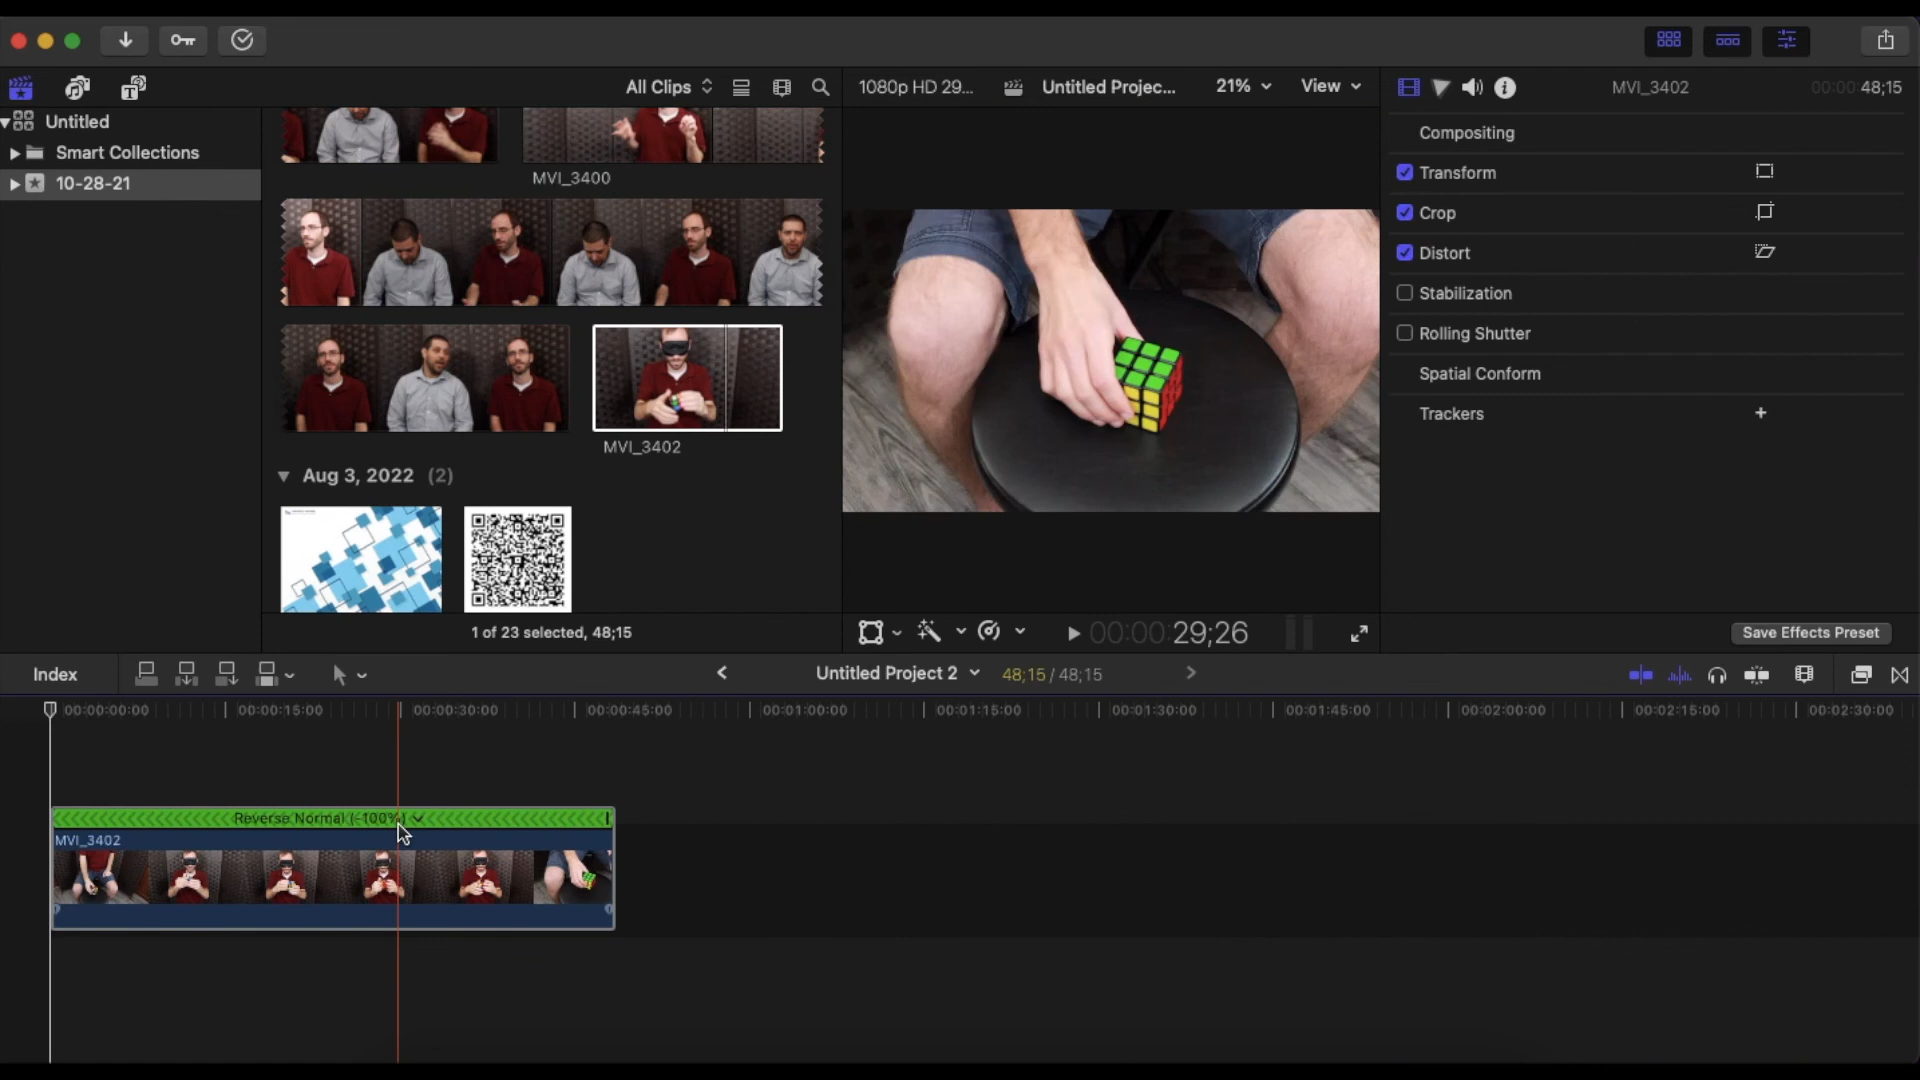 All Clips
1080p HD 29...
Untitled Projec...
21%
View
MVI_3402
00:00:48;15
Untitled
Smart Collections
10-28-21
MVI_3400
MVI_3402
Aug 3, 2022 (2)
1 of 23 selected, 48;15
Compositing
Transform
Crop
Distort
Stabilization
Rolling Shutter
Spatial Conform
Trackers
00:00:29;26
Save Effects Preset
Index
Untitled Project 2
48;15 / 48;15
00:00:00:00
00:00:15:00
00:00:30:00
00:00:45:00
00:01:00:00
00:01:15:00
00:01:30:00
00:01:45:00
00:02:00:00
00:02:15:00
00:02:30:00
Reverse Normal (-100%)
MVI_3402